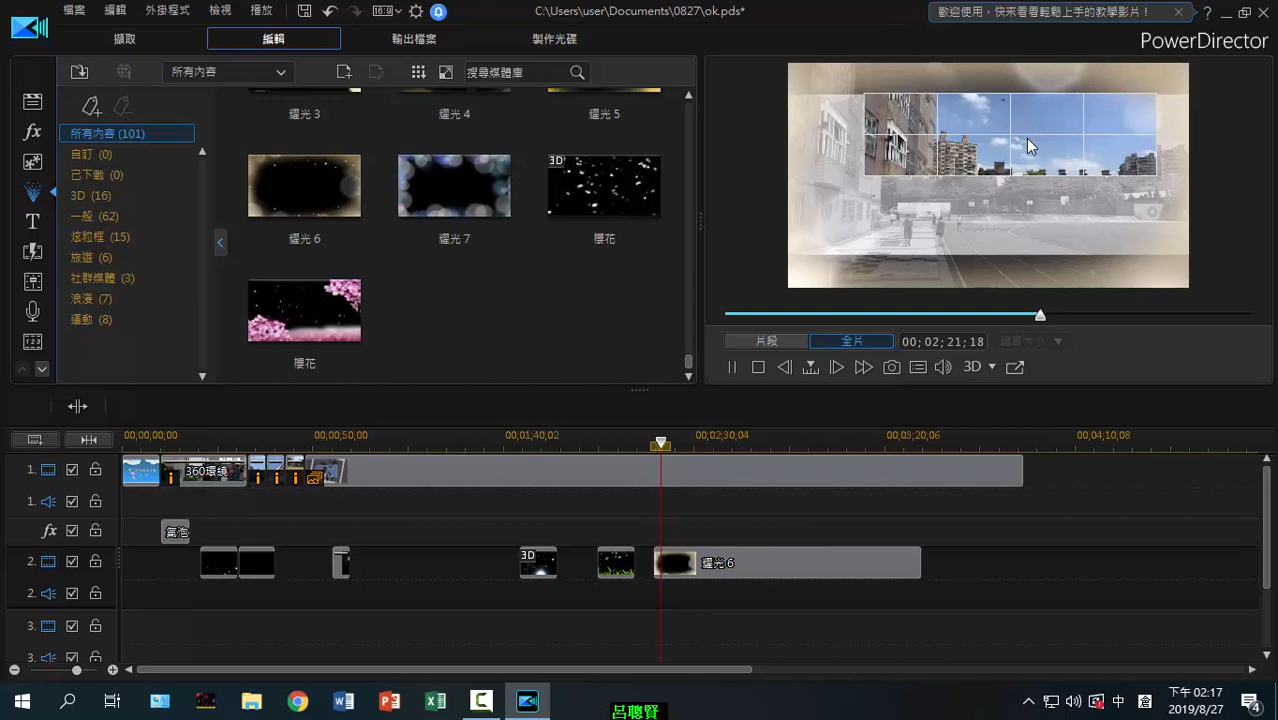 檔案 編輯 外掛程式 檢視 播放 16:9 C:\Users\user\Documents\0827\ok.pds* 歡迎使用，快來看看輕鬆上手的教學影片！ ?
擷取 編輯 輸出檔案 製作光碟 PowerDirector
所有內容 搜尋媒體庫
耀光 3 耀光 4 耀光 5
所有內容 (101)
自訂 (0)
已下載 (0)
3D (16)
一般 (62)
炫粒框 (15)
旅遊 (6)
社群媒體 (3)
浪漫 (7)
運動 (8)
fx
T
3D
耀光 6 耀光 7 櫻花
櫻花
片段 全片 00; 02; 21; 18 適當大小
3D
00;00;00;00 00;00;50;00 00;01;40;02 00;02;30;04 00;03;20;06 00;04;10;08
1. 360環繞
1.
fx 氣泡
2. 3D 耀光 6
2.
3.
3.
中 倉 下午 02:17
2019/8/27 4
呂聰賢